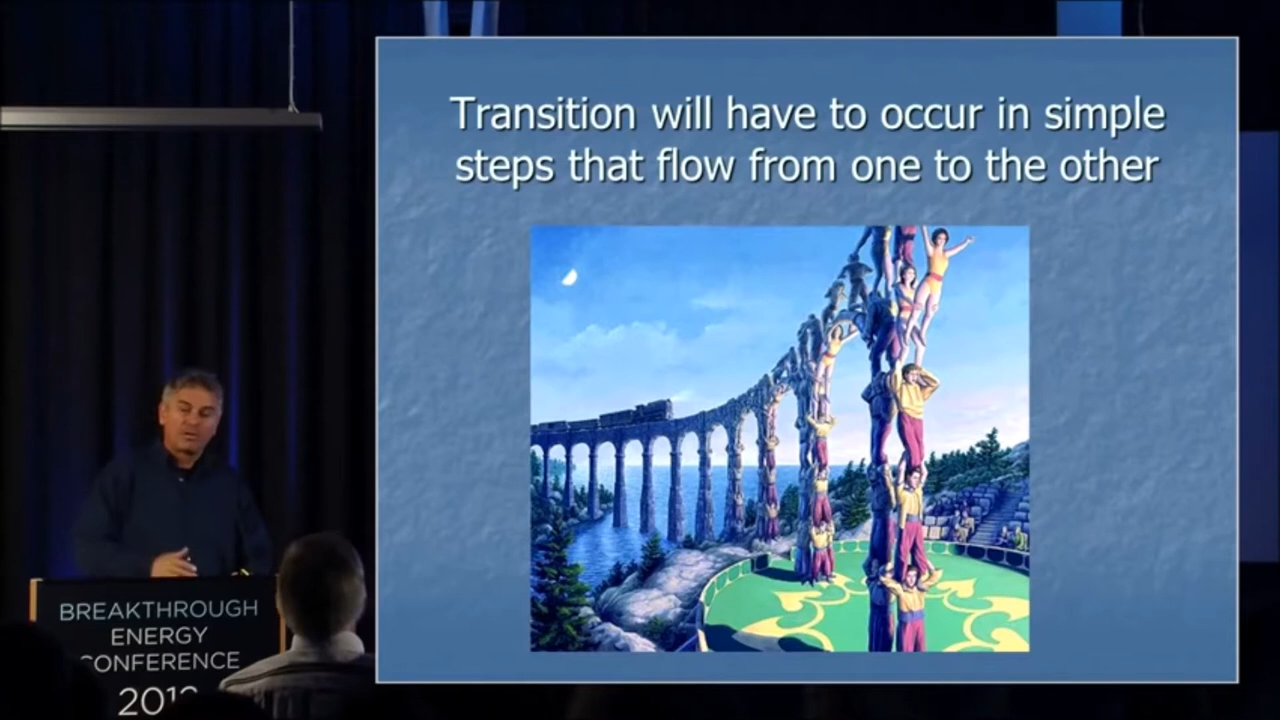 Transition will have to occur in simple
steps that flow from one to the other
BREAKTHROUGH
ENERGY
CONFERENCE